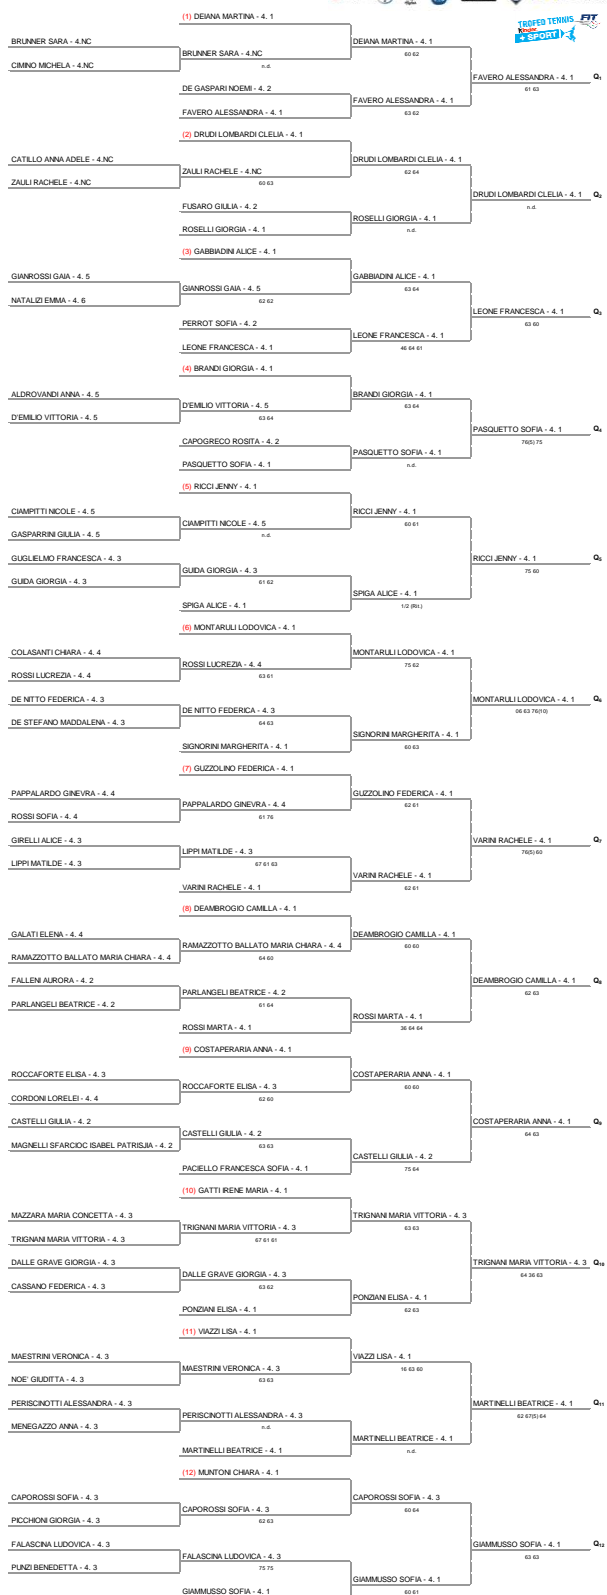 TROFEO TENNIS
FIT
Kinder
+SPORT
(1) DEIANA MARTINA - 4. 1
BRUNNER SARA - 4.NC
DEIANA MARTINA - 4. 1
BRUNNER SARA - 4.NC
60 62
CIMINO MICHELA - 4.NC
n.d.
FAVERO ALESSANDRA - 4. 1
Q1
DE GASPARI NOEMI - 4. 2
61 63
FAVERO ALESSANDRA - 4. 1
FAVERO ALESSANDRA - 4. 1
63 62
(2) DRUDI LOMBARDI CLELIA - 4. 1
CATILLO ANNA ADELE - 4.NC
DRUDI LOMBARDI CLELIA - 4. 1
ZAULI RACHELE - 4.NC
62 64
ZAULI RACHELE - 4.NC
60 63
DRUDI LOMBARDI CLELIA - 4. 1
Q2
FUSARO GIULIA - 4. 2
n.d.
ROSELLI GIORGIA - 4. 1
ROSELLI GIORGIA - 4. 1
n.d.
(3) GABBIADINI ALICE - 4. 1
GIANROSSI GAIA - 4. 5
GABBIADINI ALICE - 4. 1
GIANROSSI GAIA - 4. 5
63 64
NATALIZI EMMA - 4. 6
62 62
LEONE FRANCESCA - 4. 1
Q3
PERROT SOFIA - 4. 2
63 60
LEONE FRANCESCA - 4. 1
LEONE FRANCESCA - 4. 1
46 64 61
(4) BRANDI GIORGIA - 4. 1
ALDROVANDI ANNA - 4. 5
BRANDI GIORGIA - 4. 1
D'EMILIO VITTORIA - 4. 5
63 64
D'EMILIO VITTORIA - 4. 5
63 64
PASQUETTO SOFIA - 4. 1
Q4
CAPOGRECO ROSITA - 4. 2
76(5) 75
PASQUETTO SOFIA - 4. 1
PASQUETTO SOFIA - 4. 1
n.d.
(5) RICCI JENNY - 4. 1
CIAMPITTI NICOLE - 4. 5
RICCI JENNY - 4. 1
CIAMPITTI NICOLE - 4. 5
60 61
GASPARRINI GIULIA - 4. 5
n.d.
GUGLIELMO FRANCESCA - 4. 3
RICCI JENNY - 4. 1
Q5
GUIDA GIORGIA - 4. 3
75 60
GUIDA GIORGIA - 4. 3
61 62
SPIGA ALICE - 4. 1
SPIGA ALICE - 4. 1
1/2 (Rit.)
(6) MONTARULI LODOVICA - 4. 1
COLASANTI CHIARA - 4. 4
MONTARULI LODOVICA - 4. 1
ROSSI LUCREZIA - 4. 4
75 62
ROSSI LUCREZIA - 4. 4
63 61
DE NITTO FEDERICA - 4. 3
MONTARULI LODOVICA - 4. 1
Q6
DE NITTO FEDERICA - 4. 3
06 63 76(10)
DE STEFANO MADDALENA - 4. 3
64 63
SIGNORINI MARGHERITA - 4. 1
SIGNORINI MARGHERITA - 4. 1
60 63
(7) GUZZOLINO FEDERICA - 4. 1
PAPPALARDO GINEVRA - 4. 4
GUZZOLINO FEDERICA - 4. 1
PAPPALARDO GINEVRA - 4. 4
62 61
ROSSI SOFIA - 4. 4
61 76
GIRELLI ALICE - 4. 3
VARINI RACHELE - 4. 1
Q7
LIPPI MATILDE - 4. 3
76(5) 60
LIPPI MATILDE - 4. 3
67 61 63
VARINI RACHELE - 4. 1
VARINI RACHELE - 4. 1
62 61
(8) DEAMBROGIO CAMILLA - 4. 1
GALATI ELENA - 4. 4
DEAMBROGIO CAMILLA - 4. 1
RAMAZZOTTO BALLATO MARIA CHIARA - 4. 4
60 60
RAMAZZOTTO BALLATO MARIA CHIARA - 4. 4
64 60
FALLENI AURORA - 4. 2
DEAMBROGIO CAMILLA - 4. 1
Q8
PARLANGELI BEATRICE - 4. 2
62 63
PARLANGELI BEATRICE - 4. 2
61 64
ROSSI MARTA - 4. 1
ROSSI MARTA - 4. 1
36 64 64
(9) COSTAPERARIA ANNA - 4. 1
ROCCAFORTE ELISA - 4. 3
COSTAPERARIA ANNA - 4. 1
ROCCAFORTE ELISA - 4. 3
60 60
CORDONI LORELEI - 4. 4
62 60
CASTELLI GIULIA - 4. 2
COSTAPERARIA ANNA - 4. 1
Q9
CASTELLI GIULIA - 4. 2
64 63
MAGNELLI SFARCIOC ISABEL PATRISJIA - 4. 2
63 63
CASTELLI GIULIA - 4. 2
PACIELLO FRANCESCA SOFIA - 4. 1
75 64
(10) GATTI IRENE MARIA - 4. 1
MAZZARA MARIA CONCETTA - 4. 3
TRIGNANI MARIA VITTORIA - 4. 3
TRIGNANI MARIA VITTORIA - 4. 3
63 63
TRIGNANI MARIA VITTORIA - 4. 3
67 61 61
DALLE GRAVE GIORGIA - 4. 3
TRIGNANI MARIA VITTORIA - 4. 3
Q10
DALLE GRAVE GIORGIA - 4. 3
64 36 63
CASSANO FEDERICA - 4. 3
63 62
PONZIANI ELISA - 4. 1
PONZIANI ELISA - 4. 1
62 63
(11) VIAZZI LISA - 4. 1
MAESTRINI VERONICA - 4. 3
VIAZZI LISA - 4. 1
MAESTRINI VERONICA - 4. 3
16 63 60
NOE' GIUDITTA - 4. 3
63 63
PERISCINOTTI ALESSANDRA - 4. 3
MARTINELLI BEATRICE - 4. 1
Q11
PERISCINOTTI ALESSANDRA - 4. 3
62 67(5) 64
MENEGAZZO ANNA - 4. 3
n.d.
MARTINELLI BEATRICE - 4. 1
MARTINELLI BEATRICE - 4. 1
n.d.
(12) MUNTONI CHIARA - 4. 1
CAPOROSSI SOFIA - 4. 3
CAPOROSSI SOFIA - 4. 3
CAPOROSSI SOFIA - 4. 3
60 64
PICCHIONI GIORGIA - 4. 3
62 63
FALASCINA LUDOVICA - 4. 3
GIAMMUSSO SOFIA - 4. 1
Q12
FALASCINA LUDOVICA - 4. 3
63 63
PUNZI BENEDETTA - 4. 3
75 75
GIAMMUSSO SOFIA - 4. 1
GIAMMUSSO SOFIA - 4. 1
60 61